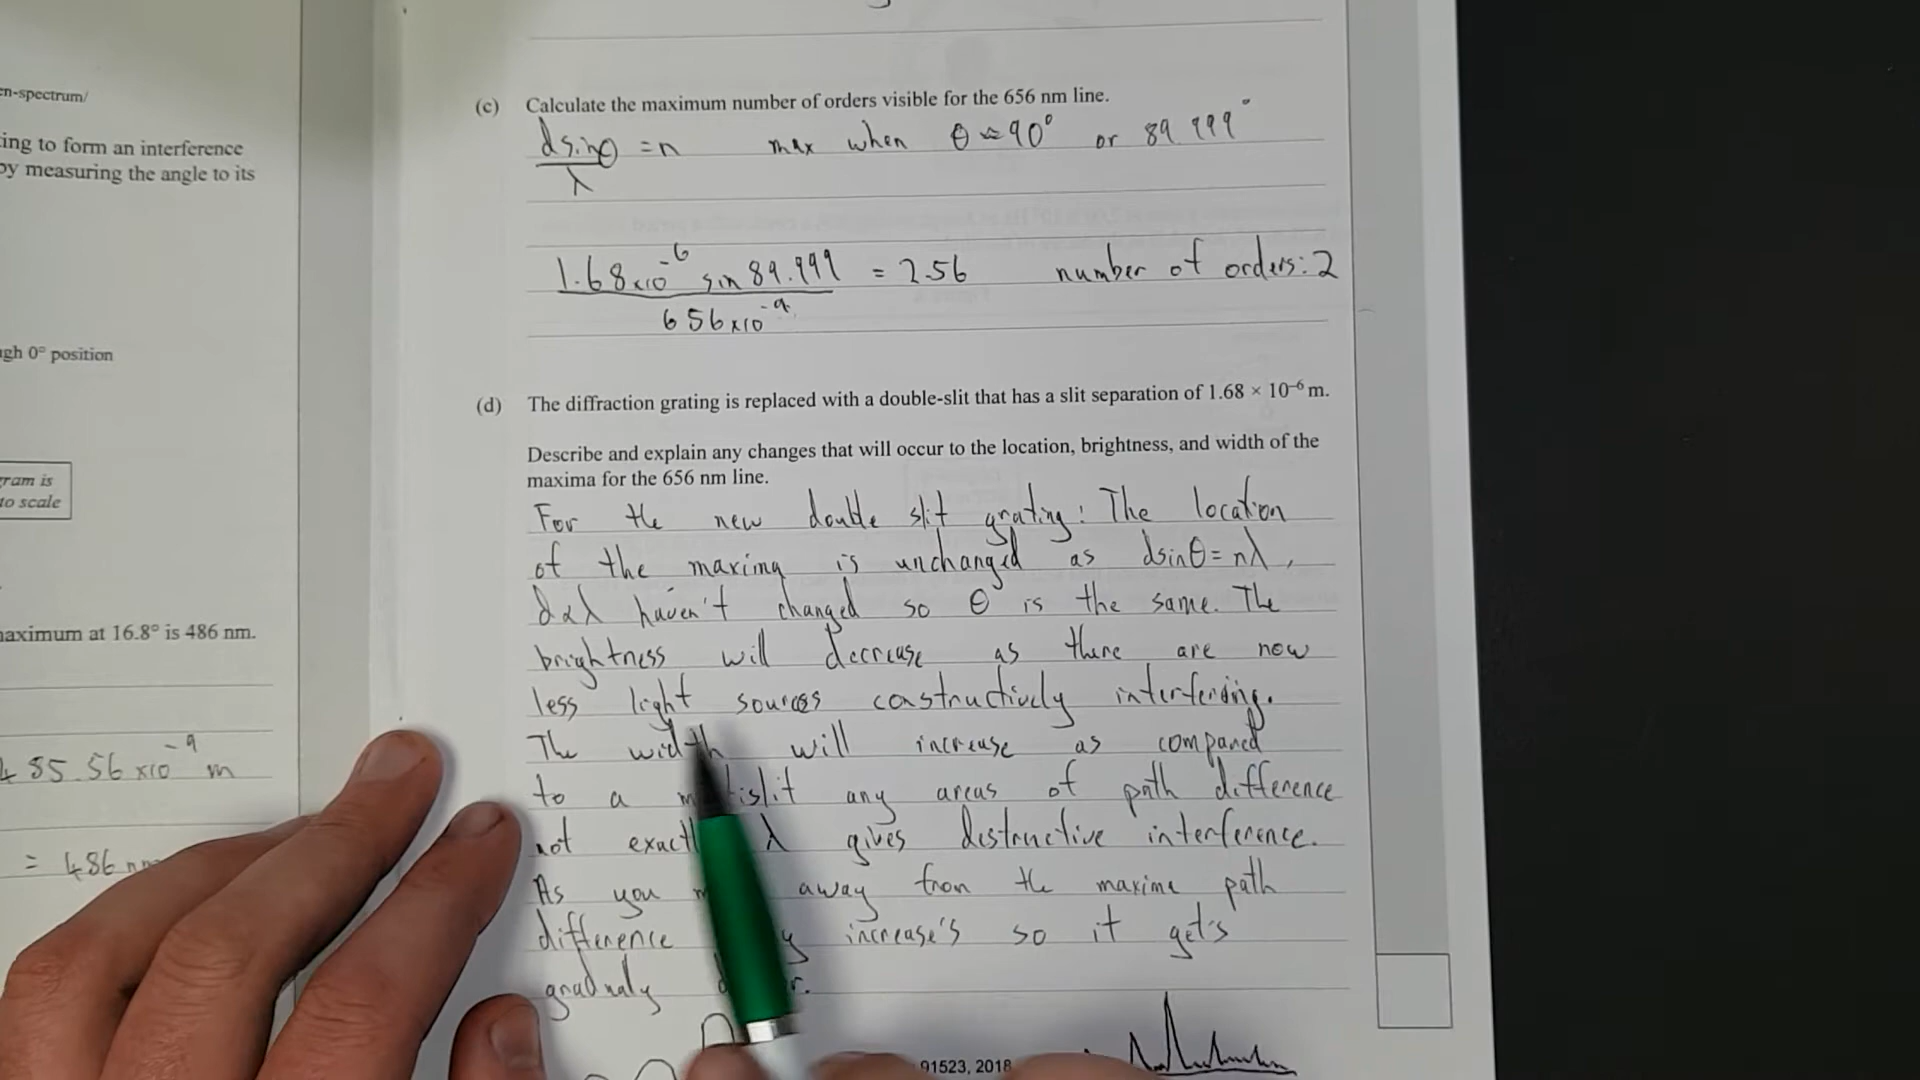 en-spectrum/
ing to form an interference
by measuring the angle to its
gh 0° position
ram is
to scale
maximum at 16.8° is 486 nm.
485.56 x10⁻⁹ m
= 486 nm
(c) Calculate the maximum number of orders visible for the 656 nm line.
dsinθ/λ = n max when θ ≈ 90° or 89.999°
1.68x10⁻⁶ sin 89.999 / 656x10⁻⁹ = 2.56 number of orders: 2
(d) The diffraction grating is replaced with a double-slit that has a slit separation of 1.68 × 10⁻⁶ m.
Describe and explain any changes that will occur to the location, brightness, and width of the
maxima for the 656 nm line.
For the new double slit grating: The location
of the maxima is unchanged as dsinθ = nλ,
d & λ haven't changed so θ is the same. The
brightness will decrease as there are now
less light sources constructively interfering.
The width will increase as compared
to a multislit any areas of path difference
not exactly λ gives destructive interference.
As you away from the maxima path
difference increase's so it get's
gradualy
91523, 2018